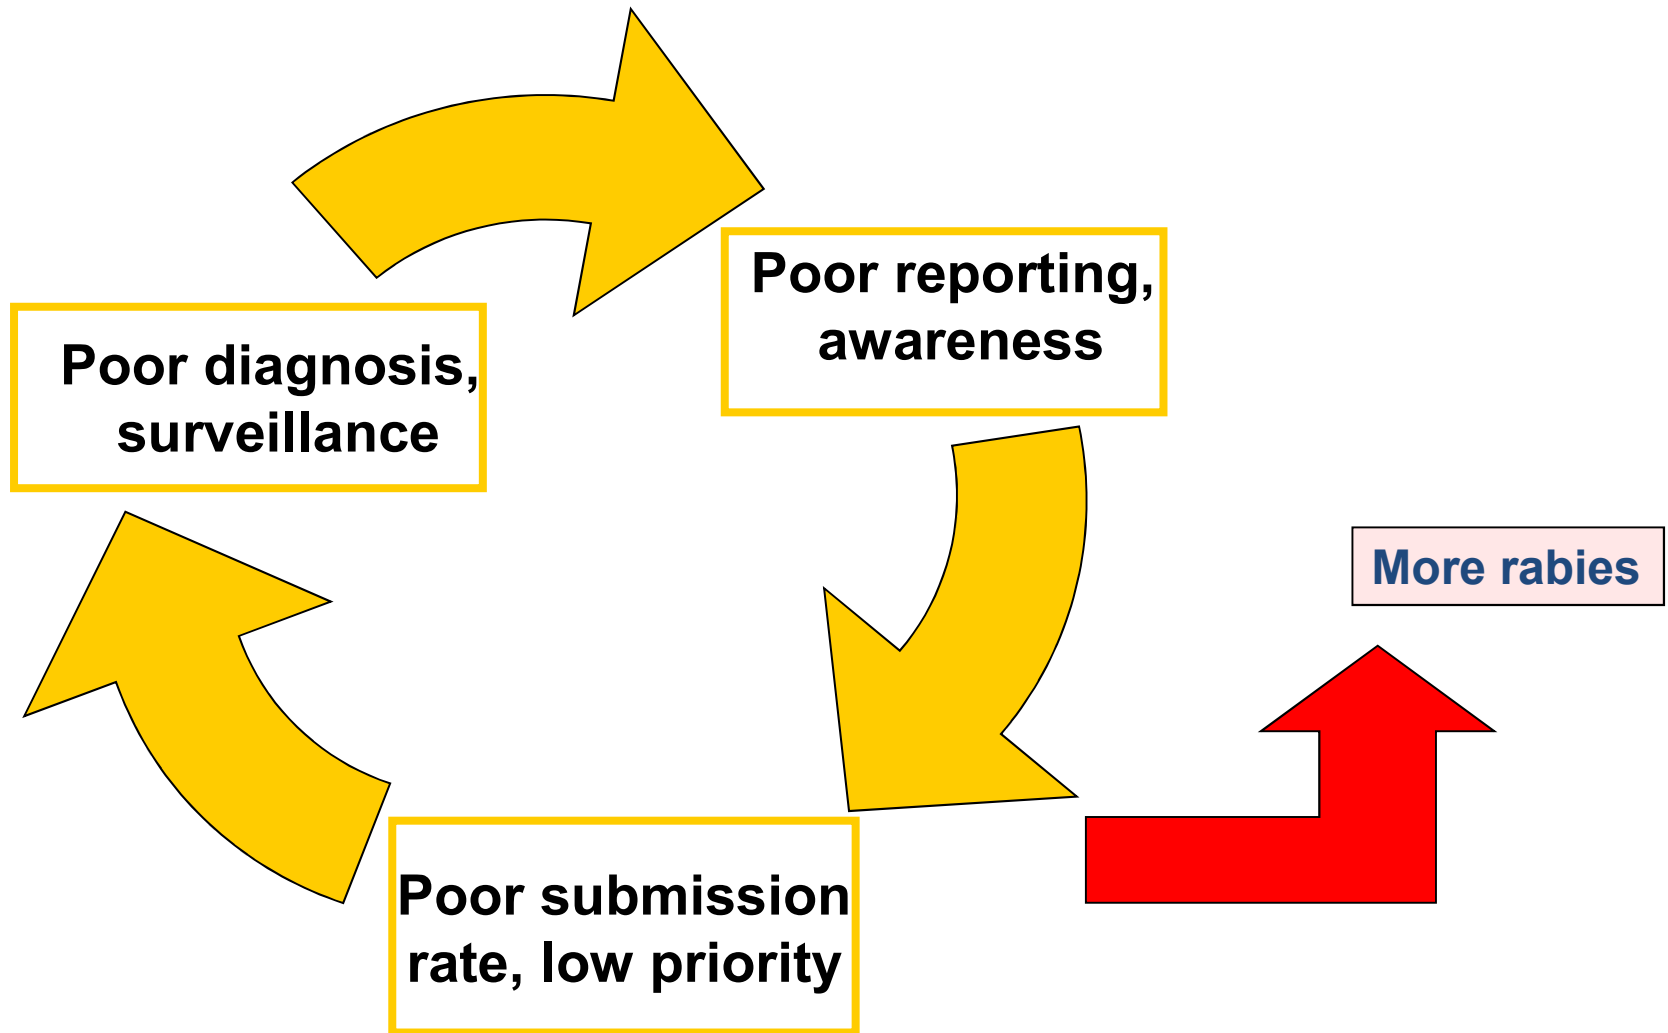 Poor reporting,
awareness
Poor diagnosis,
surveillance
More rabies
Poor submission
rate, low priority